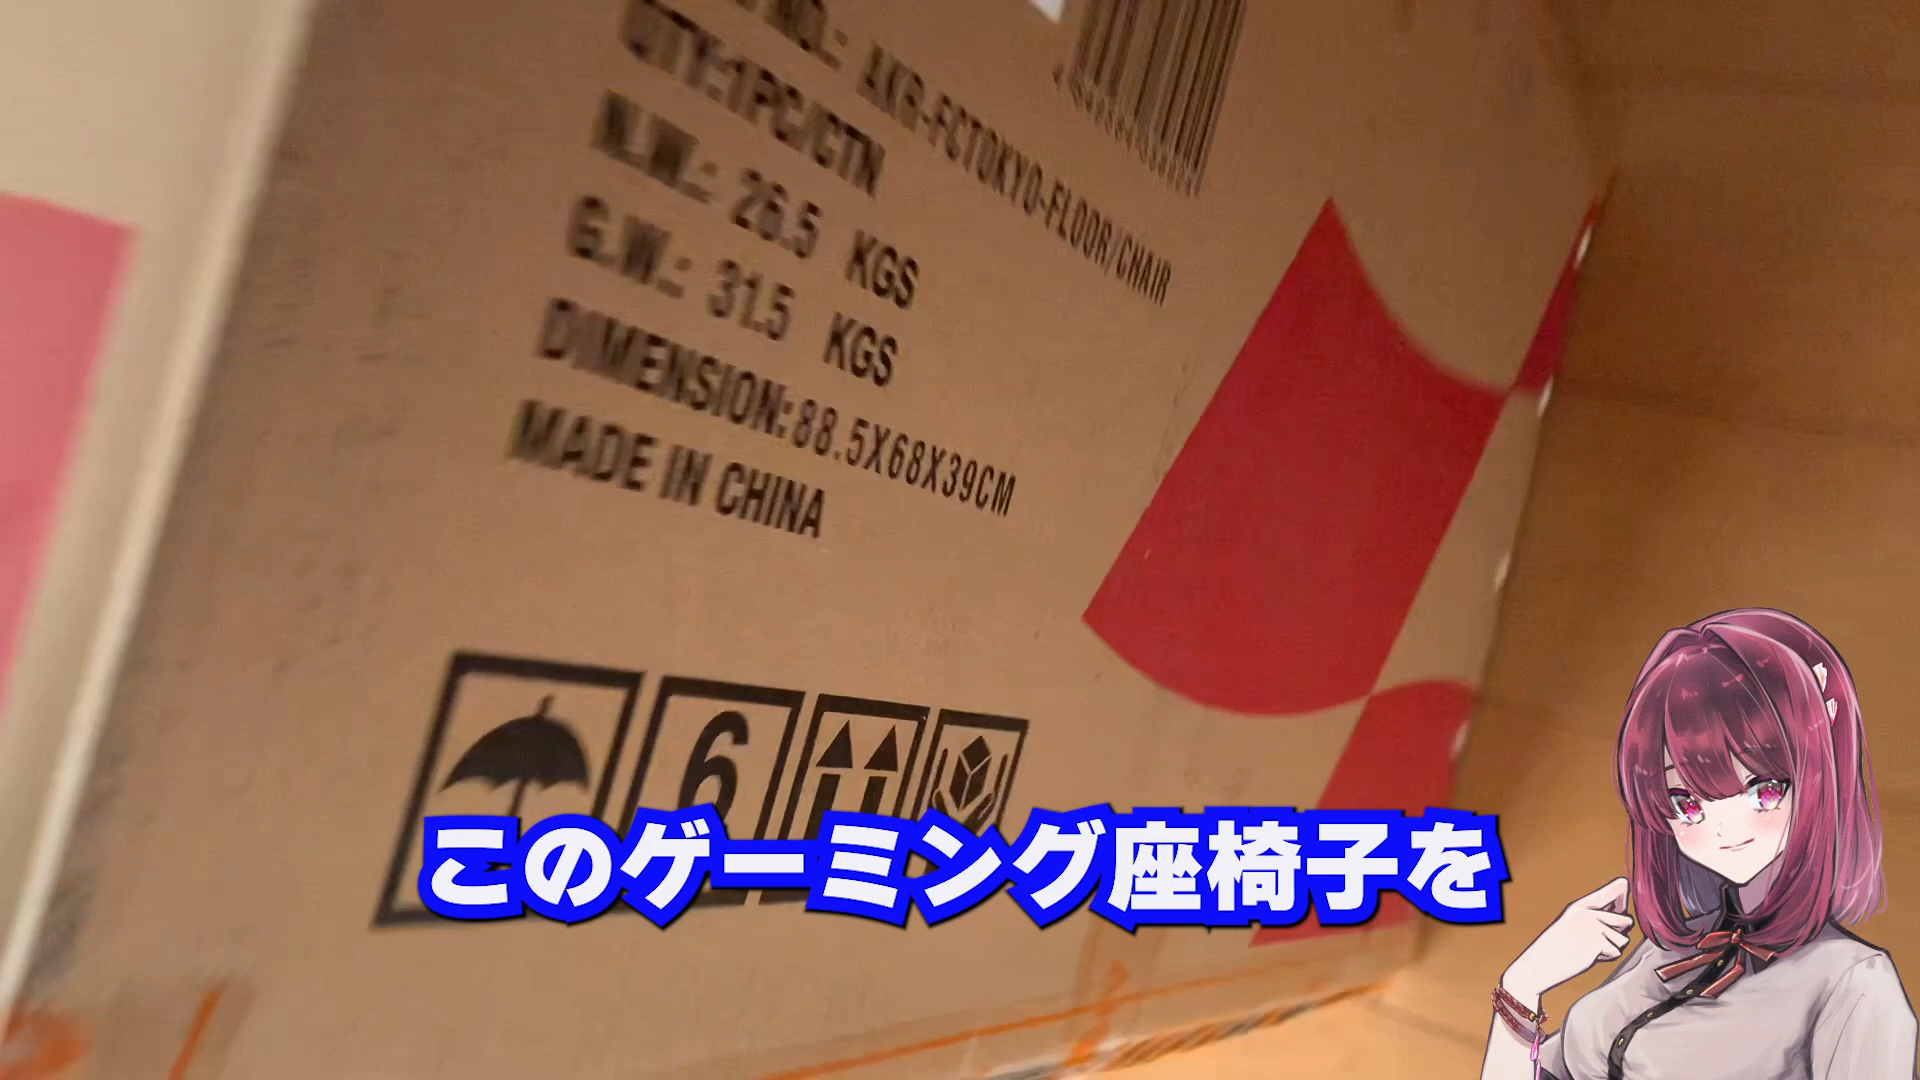 NO.: AKR-FCTOKYO-FLOOR/CHAIR
QTY:1PC/CTN
N.W.: 26.5 KGS
G.W.: 31.5 KGS
DIMENSION:88.5X68X39CM
MADE IN CHINA
6
このゲーミング座椅子を